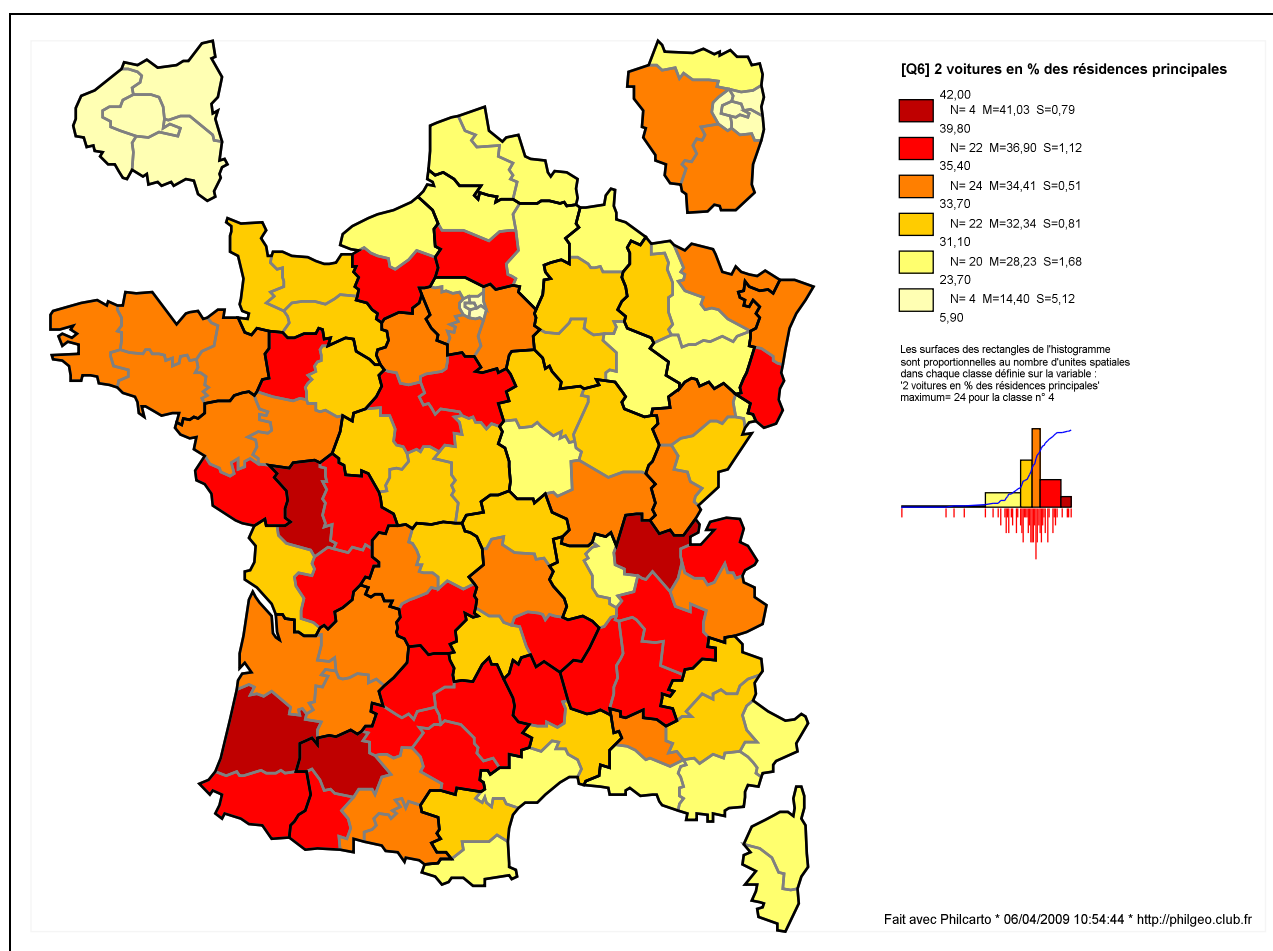 [Q6] 2 voitures en % des résidences principales
42,00
N= 4 M=41,03 S=0,79
39,80
N= 22 M=36,90 S=1,12
35,40
N= 24 M=34,41 S=0,51
33,70
N= 22 M=32,34 S=0,81
31,10
N= 20 M=28,23 S=1,68
23,70
N= 4 M=14,40 S=5,12
5,90
Les surfaces des rectangles de l'histogramme
sont proportionnelles au nombre d'unites spatiales
dans chaque classe définie sur la variable :
'2 voitures en % des résidences principales'
maximum= 24 pour la classe n° 4
Fait avec Philcarto * 06/04/2009 10:54:44 * http://philgeo.club.fr